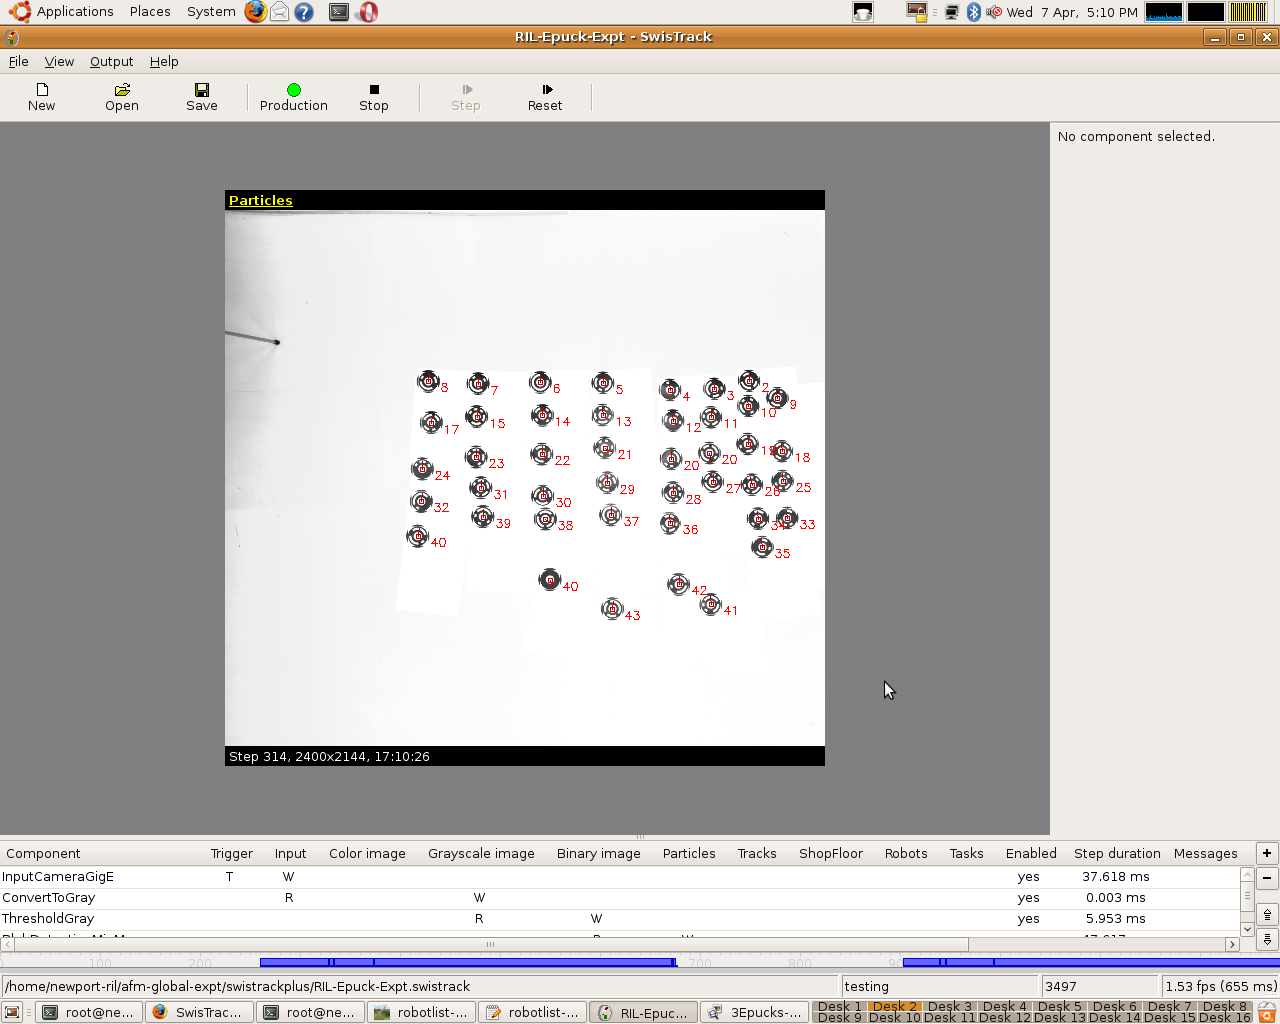 Applications Places System Wed 7 Apr, 5:10 PM
RIL-Epuck-Expt - SwisTrack
File View Output Help
New Open Save Production Stop Step Reset
No component selected.
Particles
8 7 6 5 4 3 2 9
17 15 14 13 12 11 10
24 23 22 21 20 20 19 18
32 31 30 29 28 27 26 25
40 39 38 37 36 34 33
35
40 42
43 41
Step 314, 2400x2144, 17:10:26
Component Trigger Input Color image Grayscale image Binary image Particles Tracks ShopFloor Robots Tasks Enabled Step duration Messages
InputCameraGigE T W yes 37.618 ms
ConvertToGray R W yes 0.003 ms
ThresholdGray R W yes 5.953 ms
100 200 700 800
/home/newport-ril/afm-global-expt/swistrackplus/RIL-Epuck-Expt.swistrack testing 3497 1.53 fps (655 ms)
root@ne... SwisTrac... root@ne... robotlist-... robotlist-... RIL-Epuc... 3Epucks-...
Desk 1 Desk 2 Desk 3 Desk 4 Desk 5 Desk 6 Desk 7 Desk 8
Desk 9 Desk 10 Desk 11 Desk 12 Desk 13 Desk 14 Desk 15 Desk 16